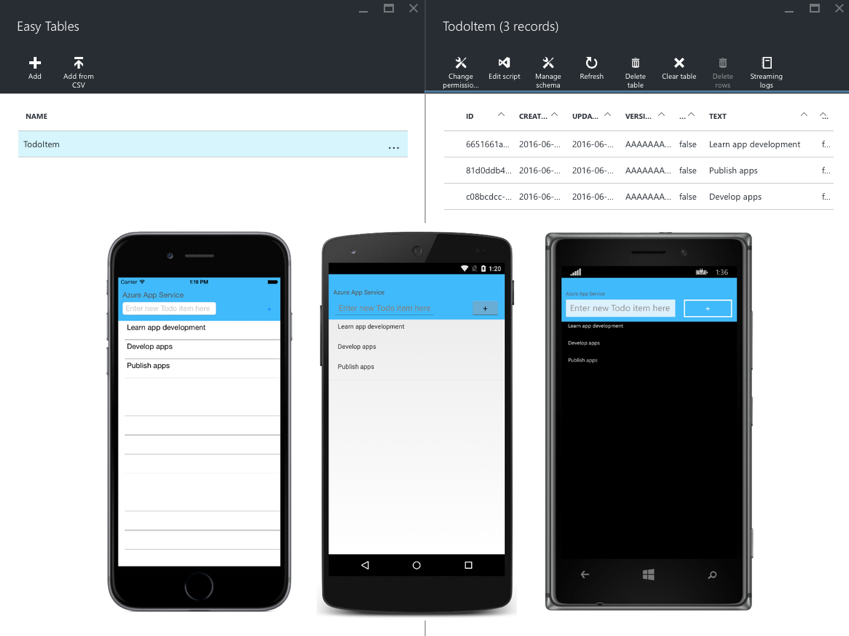 Easy Tables
Add
Add from
CSV
NAME
TodoItem
...
TodoItem (3 records)
Change
permissio...
Edit script
Manage
schema
Refresh
Delete
table
Clear table
Delete
rows
Streaming
logs
ID CREAT... UPDA... VERSI... ... TEXT ...
6651661a... 2016-06-... 2016-06-... AAAAAAA... false Learn app development f...
81d0ddb4... 2016-06-... 2016-06-... AAAAAAA... false Publish apps f...
c08bcdcc-... 2016-06-... 2016-06-... AAAAAAA... false Develop apps f...
Carrier 1:18 PM
Azure App Service
Enter new Todo item here +
Learn app development
Develop apps
Publish apps
1:20
Azure App Service
Enter new Todo item here +
Learn app development
Develop apps
Publish apps
1:36
Azure App Service
Enter new Todo item here +
Learn app development
Develop apps
Publish apps